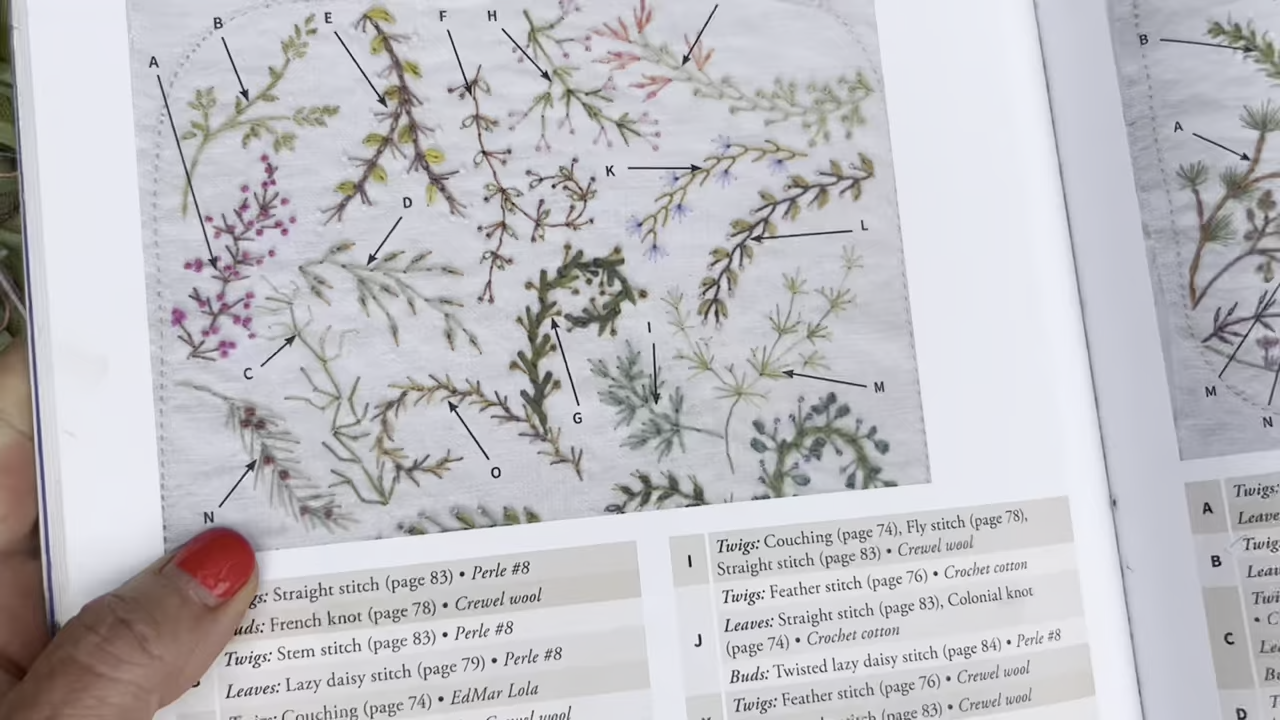 B
E
F
H
A
K
D
L
I
C
M
G
O
N
Straight stitch (page 83) • Perle #8
French knot (page 78) • Crewel wool
Twigs: Stem stitch (page 83) • Perle #8
Leaves: Lazy daisy stitch (page 79) • Perle #8
Couching (page 74) • EdMar Lola
I
Twigs: Couching (page 74), Fly stitch (page 78),
Straight stitch (page 83) • Crewel wool
J
Twigs: Feather stitch (page 76) • Crochet cotton
Leaves: Straight stitch (page 83), Colonial knot
(page 74) • Crochet cotton
Buds: Twisted lazy daisy stitch (page 84) • Perle #8
Twigs: Feather stitch (page 76) • Crewel wool
stitch (page 83) • Crewel wool
B
A
M
N
A
Twigs:
Leave
B
Twig
Leav
C
Twi
• C
Le
B
D
T